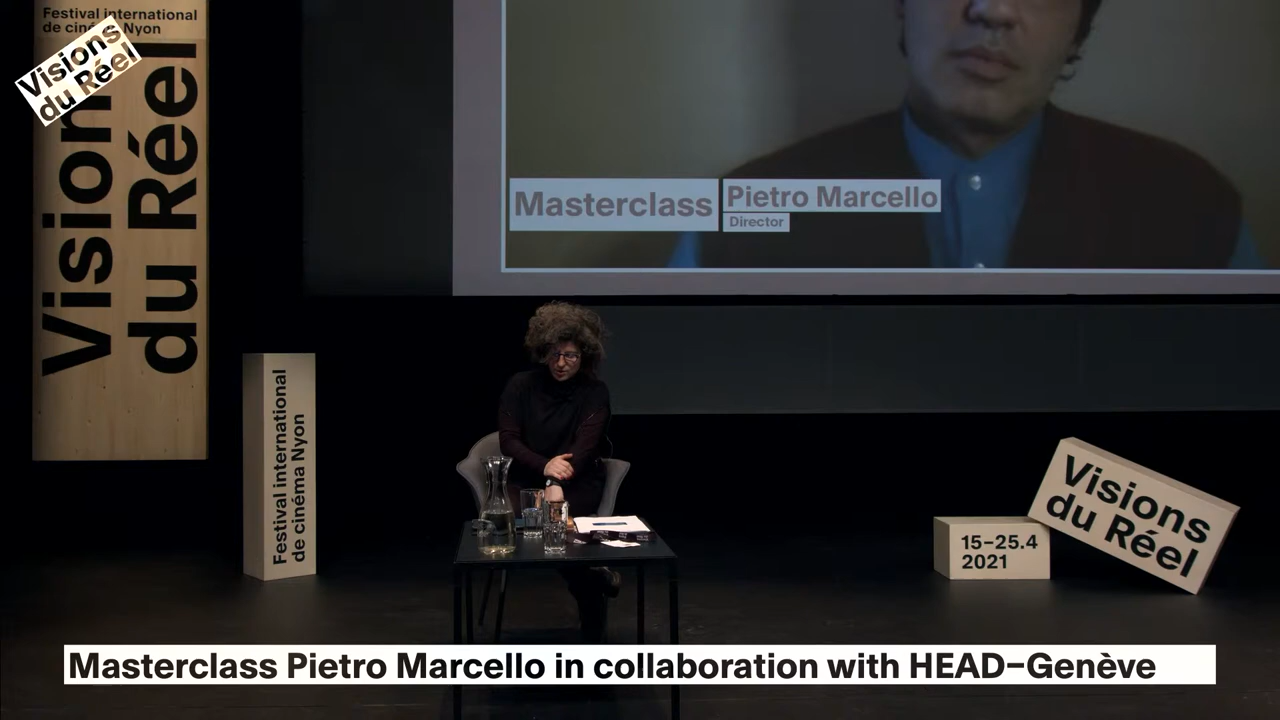 Festival international
de cinéma Nyon
Visions
du Réel
Visions
du Réel
Masterclass
Pietro Marcello
Director
Festival international
de cinéma Nyon
15–25.4
2021
Visions
du Réel
Masterclass Pietro Marcello in collaboration with HEAD–Genève